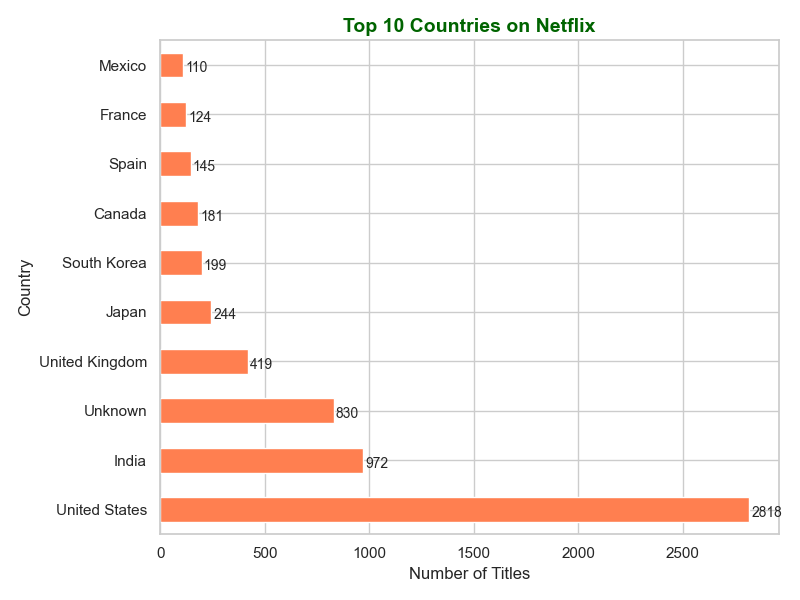 Top 10 Countries on Netflix
Country
Mexico 110
France 124
Spain 145
Canada 181
South Korea 199
Japan 244
United Kingdom 419
Unknown 830
India 972
United States 2818
0 500 1000 1500 2000 2500
Number of Titles